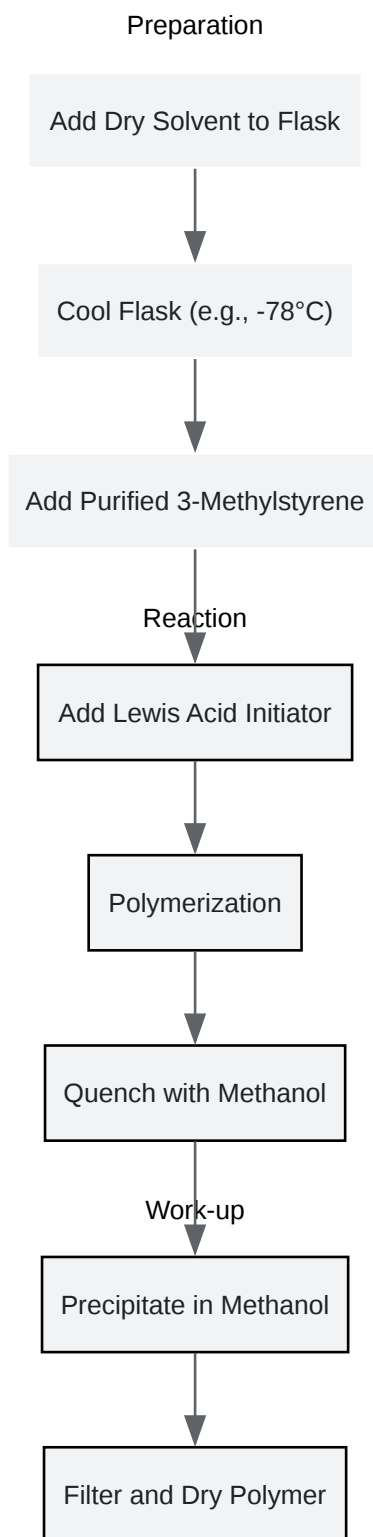 Preparation
Add Dry Solvent to Flask
Cool Flask (e.g., -78°C)
Add Purified 3-Methylstyrene
Reaction
Add Lewis Acid Initiator
Polymerization
Quench with Methanol
Work-up
Precipitate in Methanol
Filter and Dry Polymer